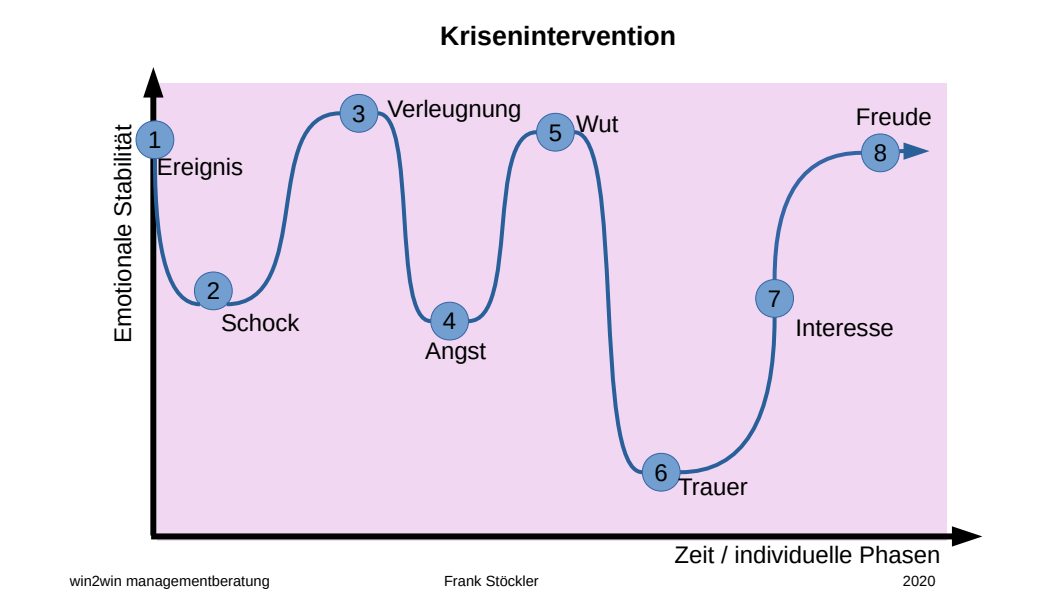 Krisenintervention
Emotionale Stabilität
1
Ereignis
2
Schock
3
Verleugnung
4
Angst
5
Wut
6
Trauer
7
Interesse
8
Freude
Zeit / individuelle Phasen
win2win managementberatung
Frank Stöckler
2020